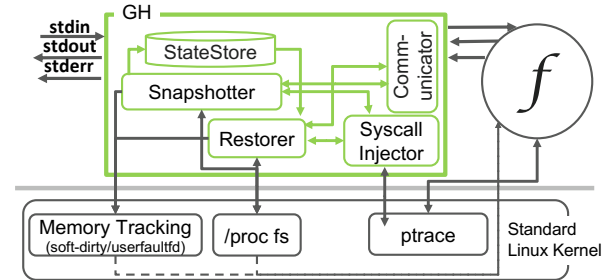 GH
stdin
stdout
stderr
StateStore
Snapshotter
Restorer
Comm-
unicator
Syscall
Injector
f
Memory Tracking
(soft-dirty/userfaultfd)
/proc fs
ptrace
Standard
Linux Kernel